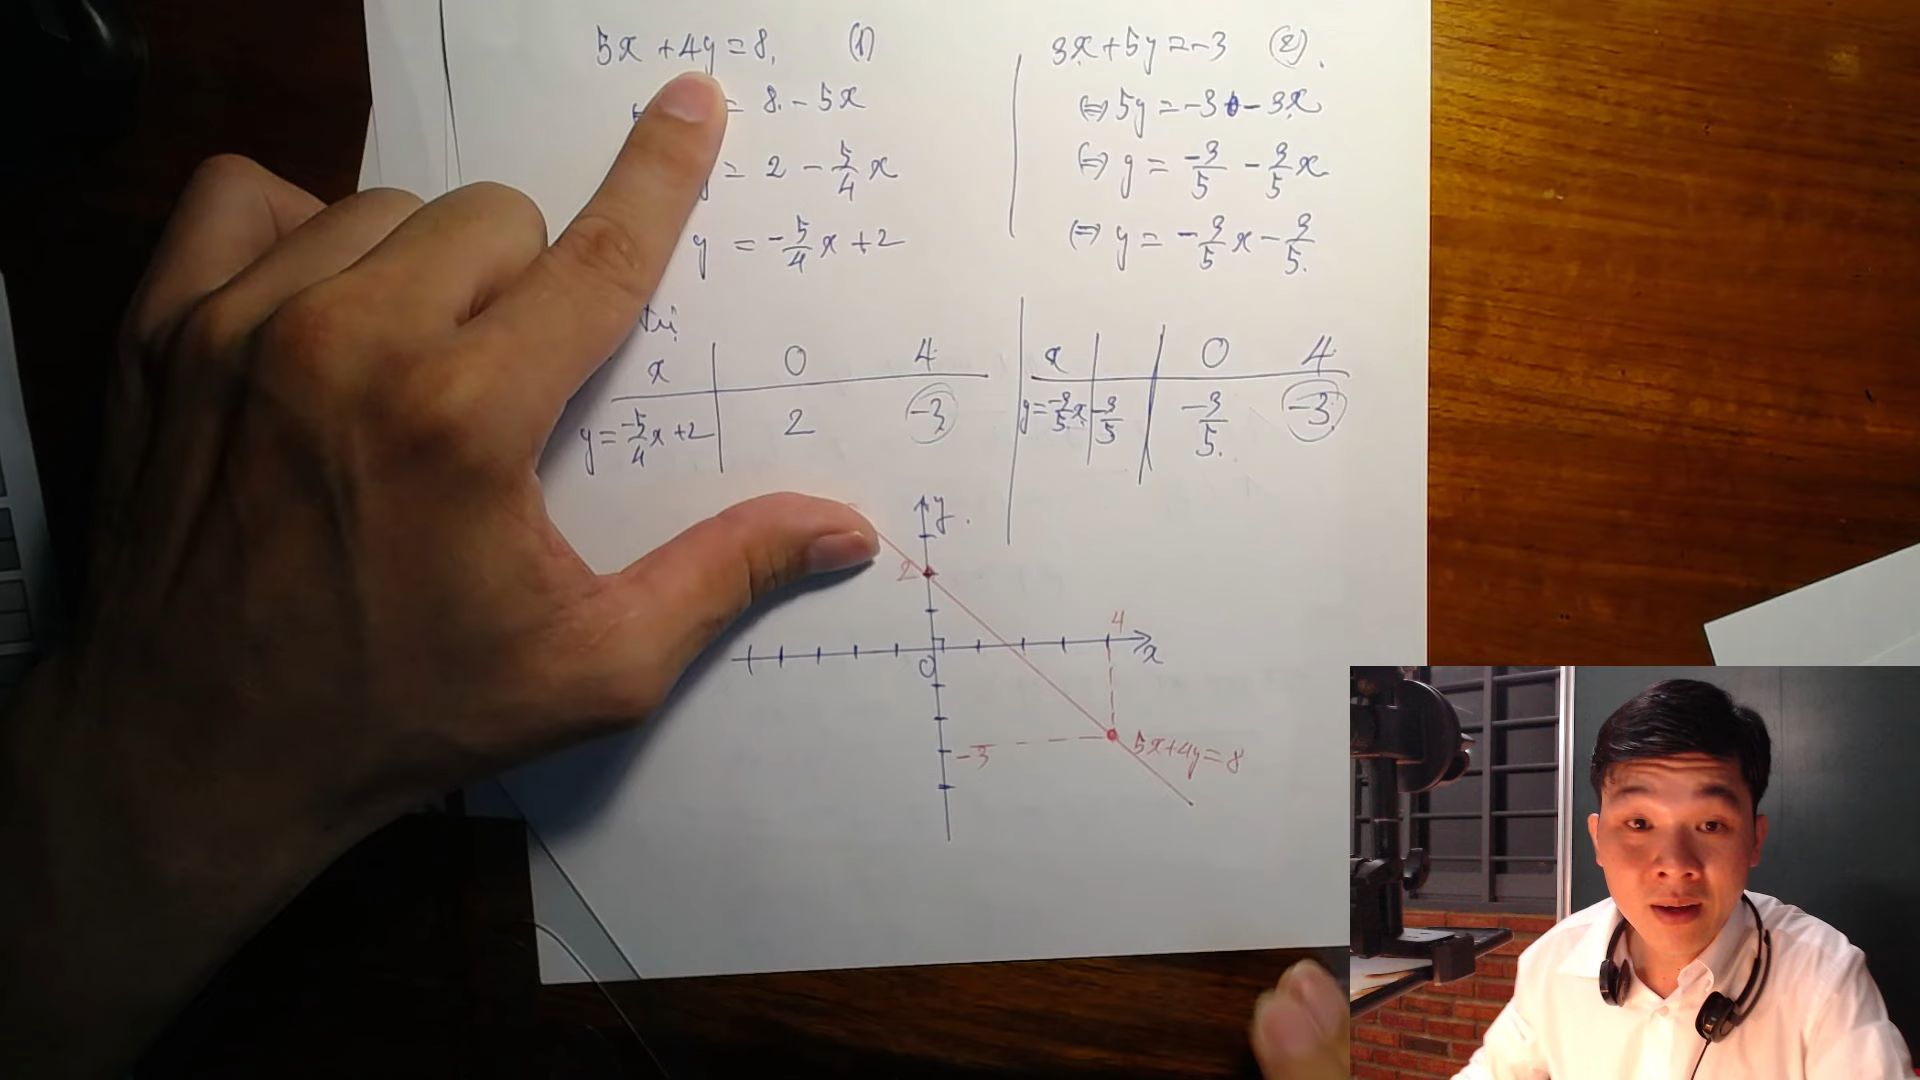 5x + 4y = 8. (1)
= 8 - 5x
y = 2 - 5/4 x
y = -5/4 x + 2
3x + 5y = -3 (2).
⇔ 5y = -3 - 3x
⇔ y = -3/5 - 3/5 x
⇔ y = -3/5 x - 3/5.
trị
x 0 4
y = -5/4 x + 2 2 -3
x 0 4
y = -3/5 x -3/5 -3/5. -3
y.
2
4
0 x
-3
5x + 4y = 8